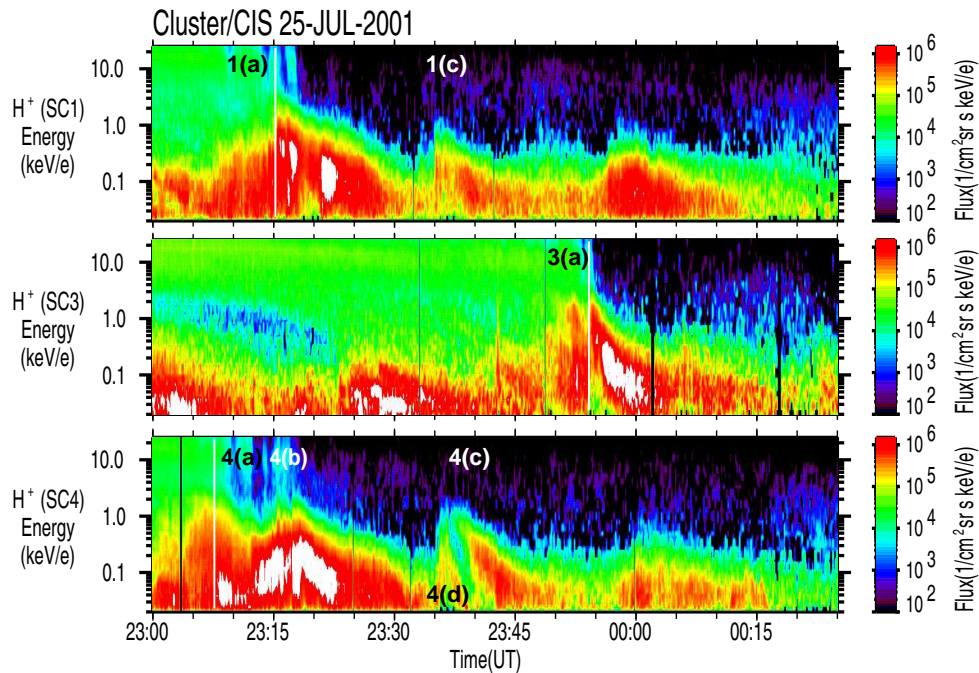 Cluster/CIS 25-JUL-2001
H⁺ (SC1)
Energy
(keV/e)
10.0
1.0
0.1
1(a)
1(c)
10⁶
10⁵
10⁴
10³
10²
Flux(1/cm²sr s keV/e)
H⁺ (SC3)
Energy
(keV/e)
10.0
1.0
0.1
3(a)
10⁶
10⁵
10⁴
10³
10²
Flux(1/cm²sr s keV/e)
H⁺ (SC4)
Energy
(keV/e)
10.0
1.0
0.1
4(a)
4(b)
4(c)
4(d)
10⁶
10⁵
10⁴
10³
10²
Flux(1/cm²sr s keV/e)
23:00 23:15 23:30 23:45 00:00 00:15
Time(UT)